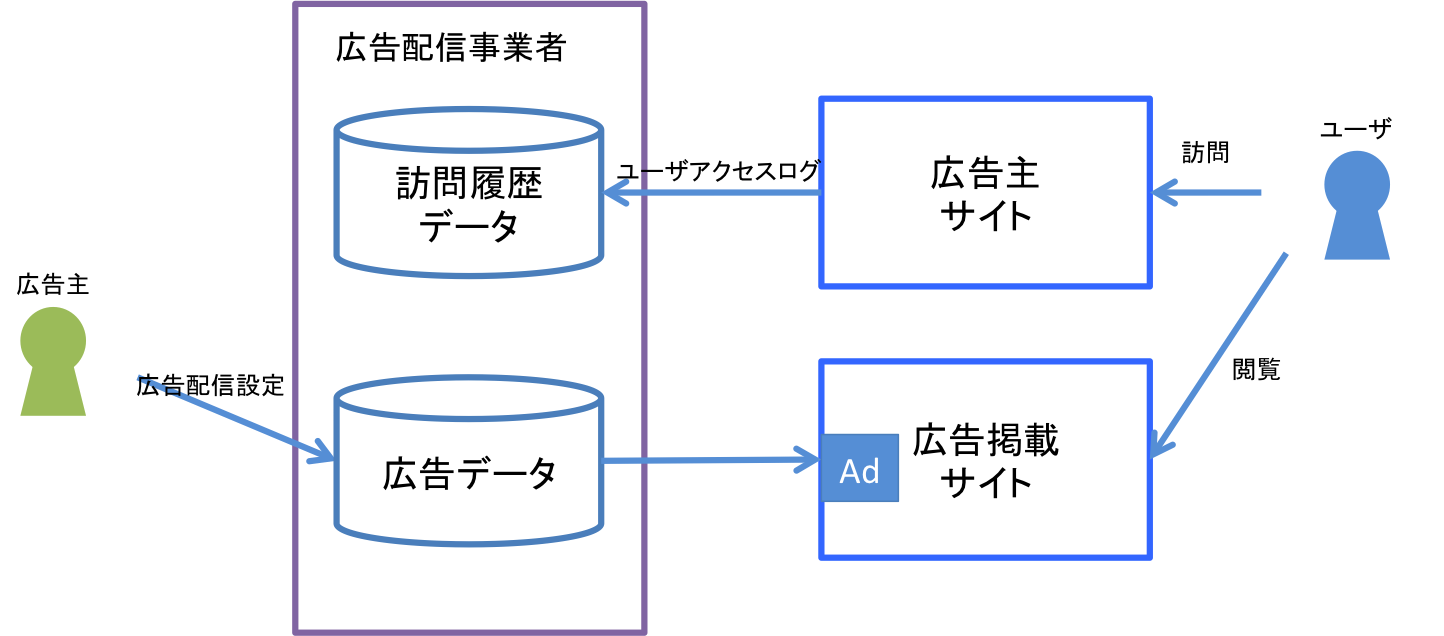 広告配信事業者
訪問履歴
データ
ユーザアクセスログ
広告主
サイト
訪問
ユーザ
広告主
広告配信設定
広告データ
Ad
広告掲載
サイト
閲覧